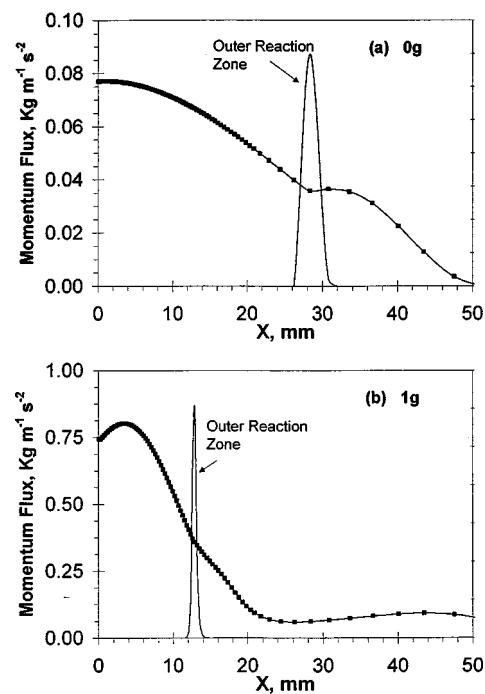 0.10
(a) 0g
Outer Reaction
Zone
0.08
0.06
0.04
0.02
0.00
Momentum Flux, Kg m-1 s-2
0 10 20 30 40 50
X, mm
1.00
(b) 1g
Outer Reaction
Zone
0.75
0.50
0.25
0.00
Momentum Flux, Kg m-1 s-2
0 10 20 30 40 50
X, mm